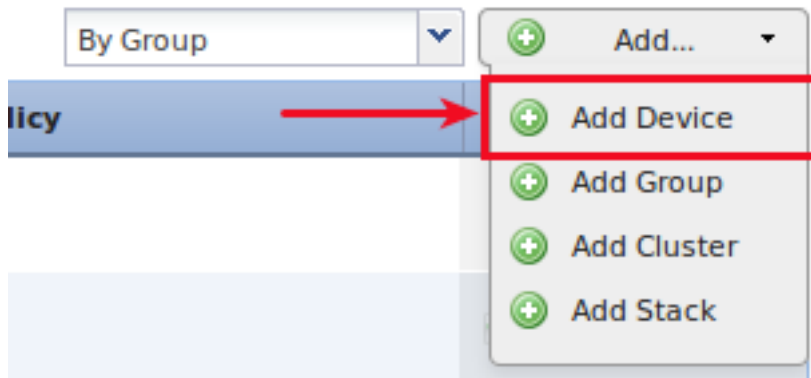 By Group
Add...
licy
Add Device
Add Group
Add Cluster
Add Stack